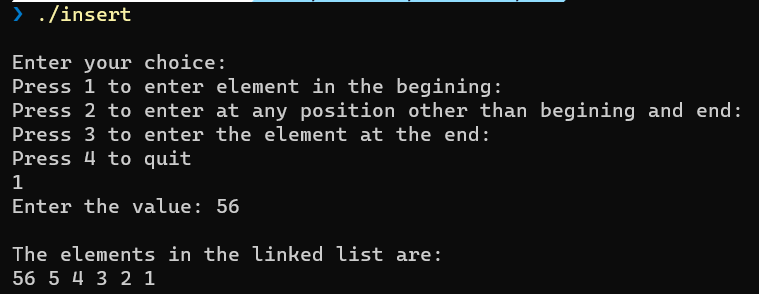 ❯ ./insert
Enter your choice:
Press 1 to enter element in the begining:
Press 2 to enter at any position other than begining and end:
Press 3 to enter the element at the end:
Press 4 to quit
1
Enter the value: 56
The elements in the linked list are:
56 5 4 3 2 1